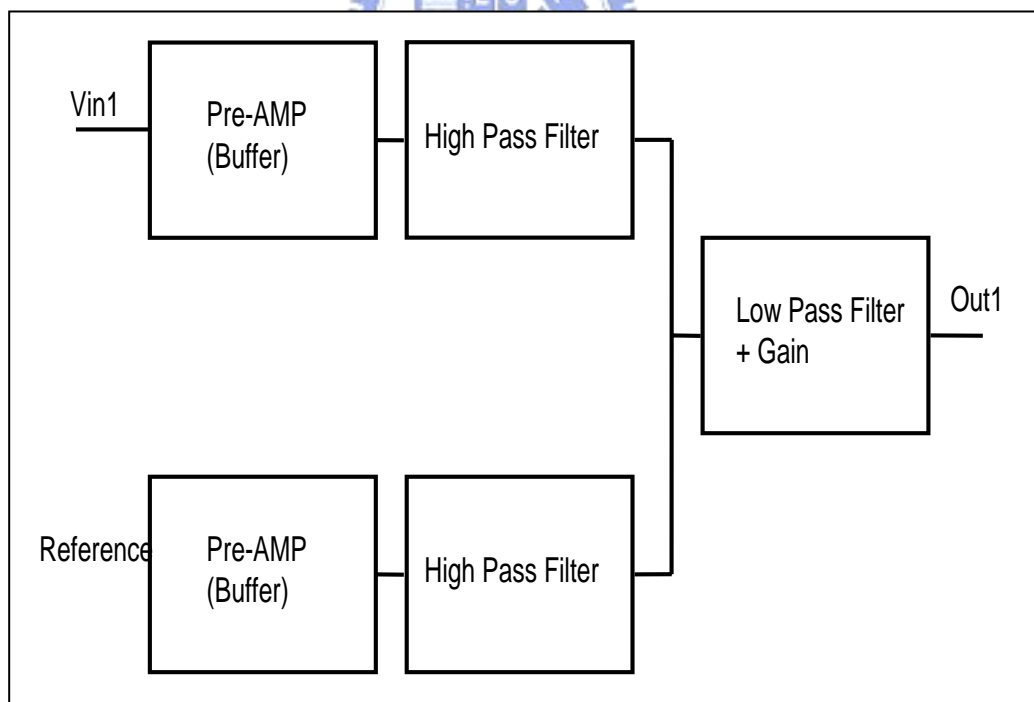 Vin1
Pre-AMP
(Buffer)
High Pass Filter
Low Pass Filter
+ Gain
Out1
Reference
Pre-AMP
(Buffer)
High Pass Filter